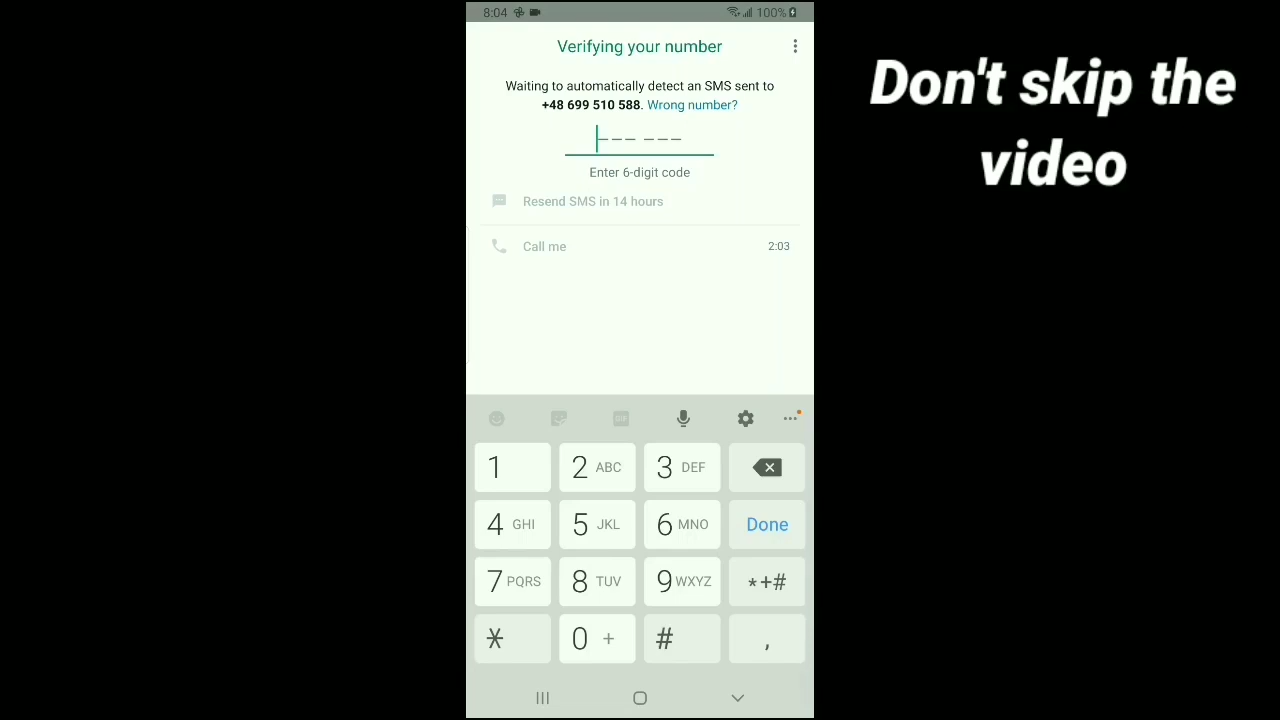 8:04
100%
Verifying your number
Waiting to automatically detect an SMS sent to
+48 699 510 588. Wrong number?
Enter 6-digit code
Resend SMS in 14 hours
Call me 2:03
GIF
1 2 ABC 3 DEF
4 GHI 5 JKL 6 MNO Done
7 PQRS 8 TUV 9 WXYZ *+#
* 0 + # ,
Don't skip the
video